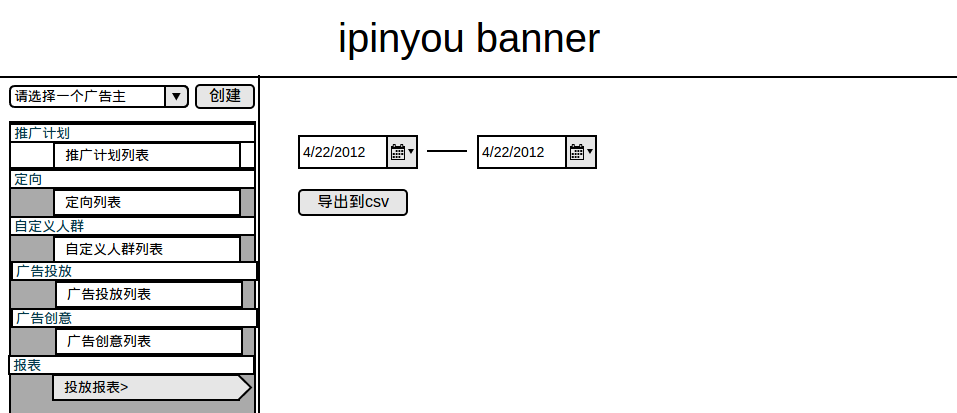 ipinyou banner
请选择一个广告主 创建
推广计划
推广计划列表
定向
定向列表
自定义人群
自定义人群列表
广告投放
广告投放列表
广告创意
广告创意列表
报表
投放报表>
4/22/2012 4/22/2012
导出到csv